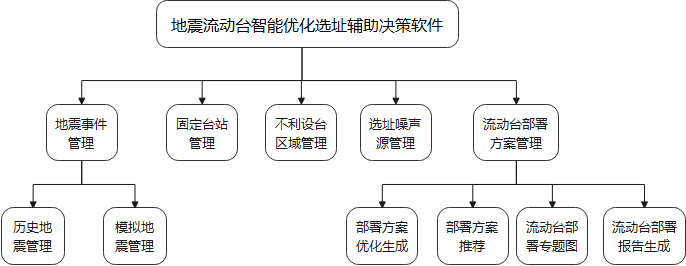 地震流动台智能优化选址辅助决策软件
地震事件
管理
固定台站
管理
不利设台
区域管理
选址噪声
源管理
流动台部署
方案管理
历史地
震管理
模拟地
震管理
部署方案
优化生成
部署方案
推荐
流动台部
署专题图
流动台部署
报告生成